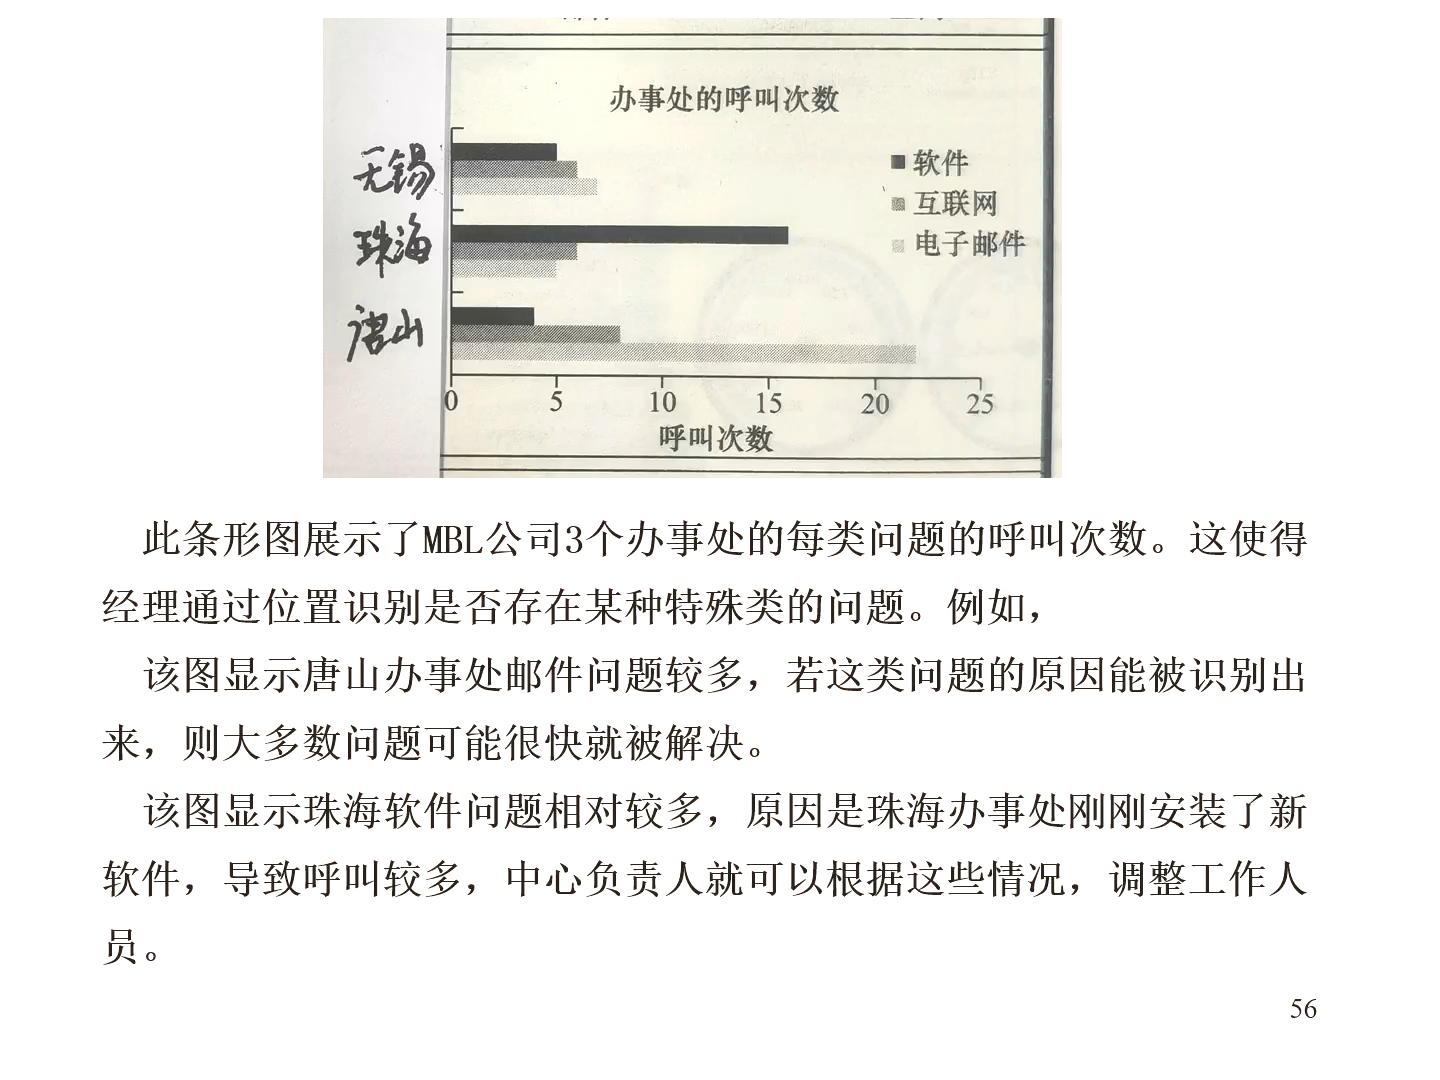 办事处的呼叫次数
无锡
珠海
唐山
软件
互联网
电子邮件
0 5 10 15 20 25
呼叫次数
此条形图展示了MBL公司3个办事处的每类问题的呼叫次数。这使得
经理通过位置识别是否存在某种特殊类的问题。例如，
该图显示唐山办事处邮件问题较多，若这类问题的原因能被识别出
来，则大多数问题可能很快就被解决。
该图显示珠海软件问题相对较多，原因是珠海办事处刚刚安装了新
软件，导致呼叫较多，中心负责人就可以根据这些情况，调整工作人
员。
56